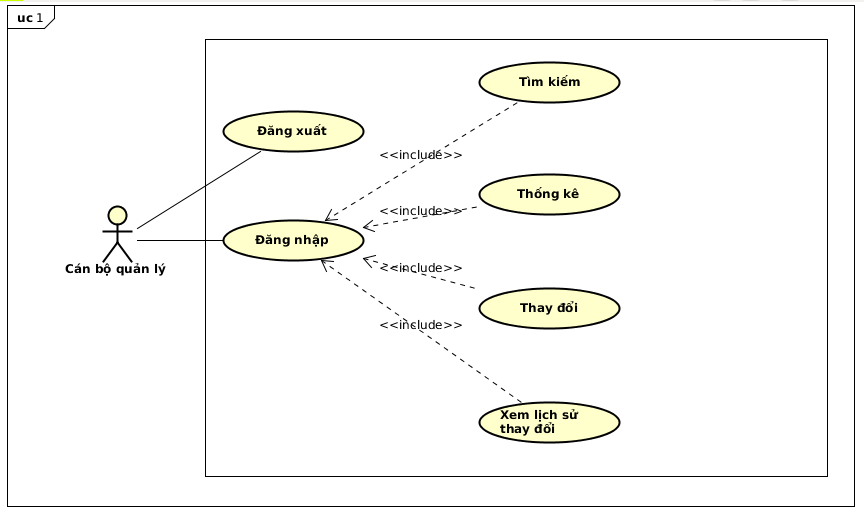 uc 1
Tìm kiếm
Đăng xuất
<<include>>
Thống kê
<<include>>
Đăng nhập
Cán bộ quản lý
<<include>>
Thay đổi
<<include>>
Xem lịch sử
thay đổi